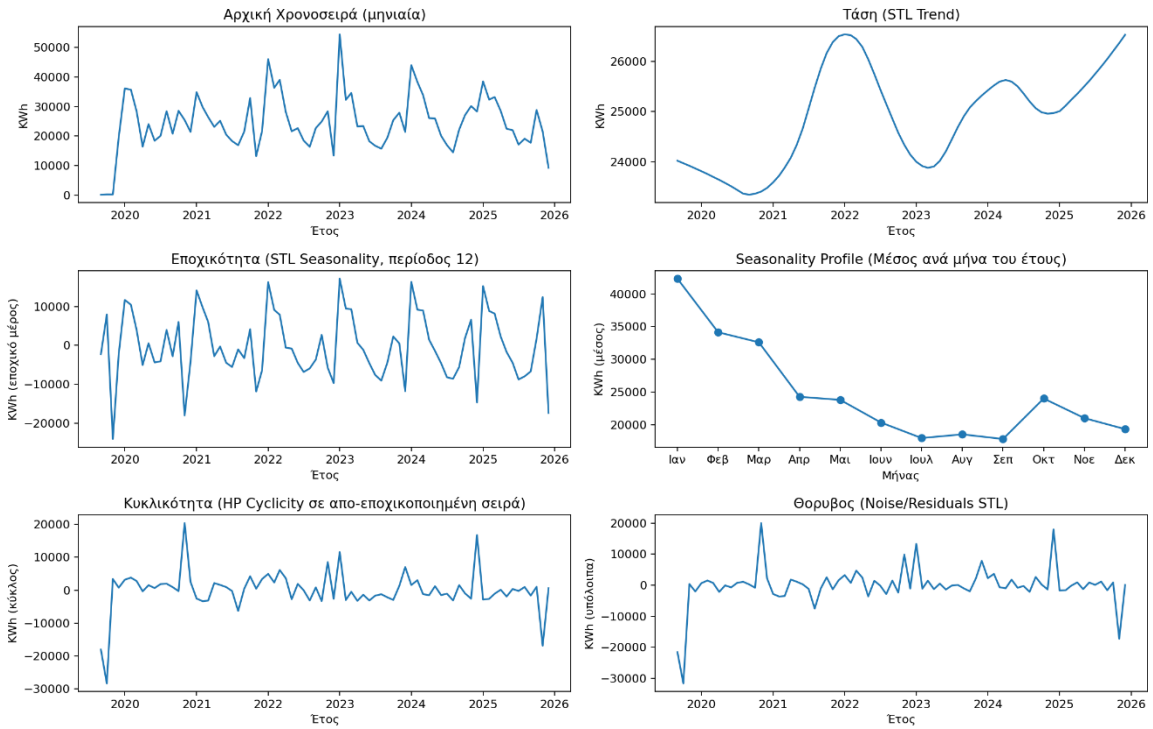 Αρχική Χρονοσειρά (μηνιαία)
KWh
50000
40000
30000
20000
10000
0
2020 2021 2022 2023 2024 2025 2026
Έτος
Τάση (STL Trend)
KWh
26000
25000
24000
2020 2021 2022 2023 2024 2025 2026
Έτος
Εποχικότητα (STL Seasonality, περίοδος 12)
KWh (εποχικό μέρος)
10000
0
−10000
−20000
2020 2021 2022 2023 2024 2025 2026
Έτος
Seasonality Profile (Μέσος ανά μήνα του έτους)
KWh (μέσος)
40000
35000
30000
25000
20000
Ιαν Φεβ Μαρ Απρ Μαι Ιουν Ιουλ Αυγ Σεπ Οκτ Νοε Δεκ
Μήνας
Κυκλικότητα (HP Cyclicity σε απο-εποχικοποιημένη σειρά)
KWh (κύκλος)
20000
10000
0
−10000
−20000
−30000
2020 2021 2022 2023 2024 2025 2026
Έτος
Θορυβος (Noise/Residuals STL)
KWh (υπόλοιπα)
20000
10000
0
−10000
−20000
−30000
2020 2021 2022 2023 2024 2025 2026
Έτος